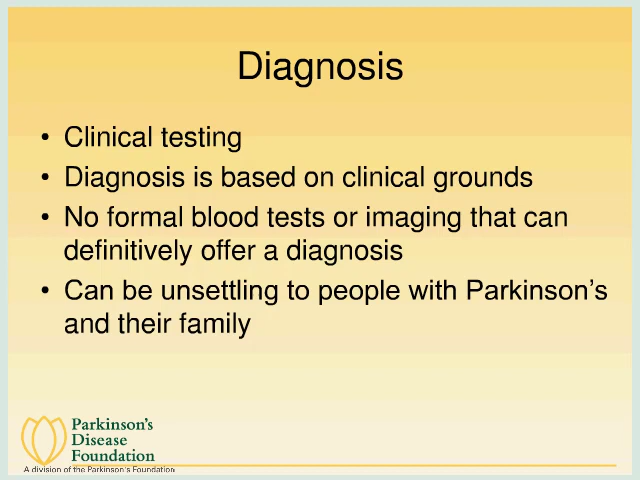 Diagnosis
• Clinical testing
• Diagnosis is based on clinical grounds
• No formal blood tests or imaging that can
definitively offer a diagnosis
• Can be unsettling to people with Parkinson’s
and their family
Parkinson's
Disease
Foundation
A division of the Parkinson's Foundation